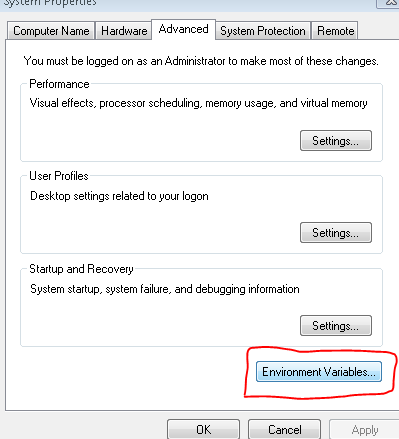 System Properties
Computer Name Hardware Advanced System Protection Remote
You must be logged on as an Administrator to make most of these changes.
Performance
Visual effects, processor scheduling, memory usage, and virtual memory
Settings...
User Profiles
Desktop settings related to your logon
Settings...
Startup and Recovery
System startup, system failure, and debugging information
Settings...
Environment Variables...
OK Cancel Apply